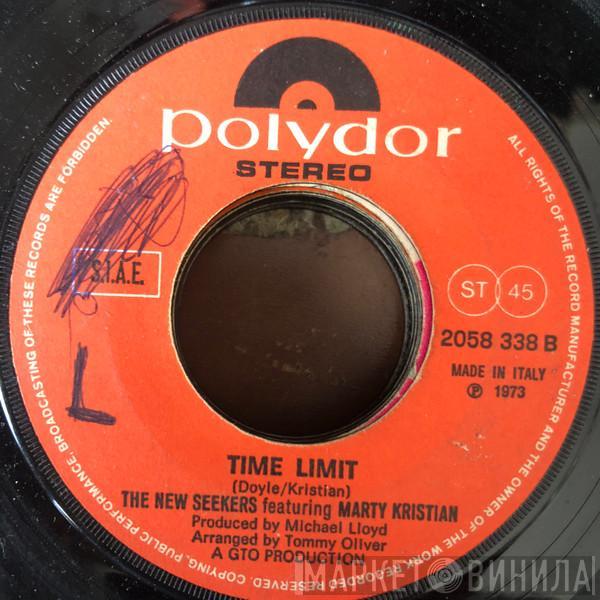 polydor
STEREO
S.I.A.E.
L
ST 45
2058 338 B
MADE IN ITALY
℗ 1973
TIME LIMIT
(Doyle/Kristian)
THE NEW SEEKERS featuring MARTY KRISTIAN
Produced by Michael Lloyd
Arranged by Tommy Oliver
A GTO PRODUCTION
ALL RIGHTS OF THE RECORD MANUFACTURER AND THE OWNER OF THE WORK RECORDED RESERVED. COPYING, PUBLIC PERFORMANCE, BROADCASTING OF THESE RECORDS ARE FORBIDDEN.
МАРКЕТ ВИНИЛА